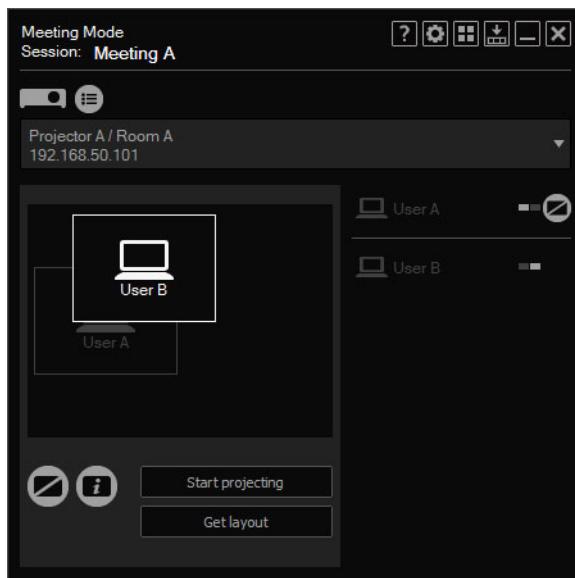 Meeting Mode
Session: Meeting A
Projector A / Room A
192.168.50.101
User A
User B
User B
User A
Start projecting
Get layout